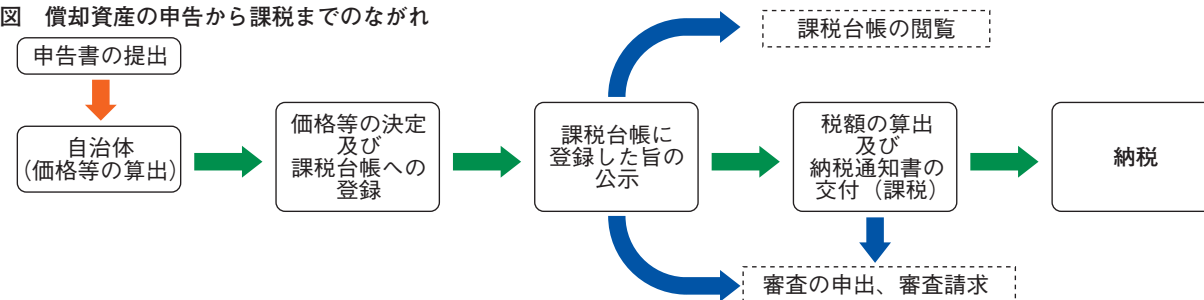 図　償却資産の申告から課税までのながれ
申告書の提出
自治体
(価格等の算出)
価格等の決定
及び
課税台帳への
登録
課税台帳に
登録した旨の
公示
課税台帳の閲覧
税額の算出
及び
納税通知書の
交付（課税）
審査の申出、審査請求
納税